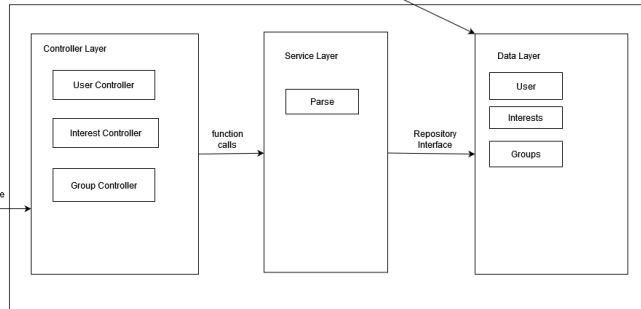 Controller Layer
User Controller
Interest Controller
Group Controller
function
calls
Service Layer
Parse
Repository
Interface
Data Layer
User
Interests
Groups